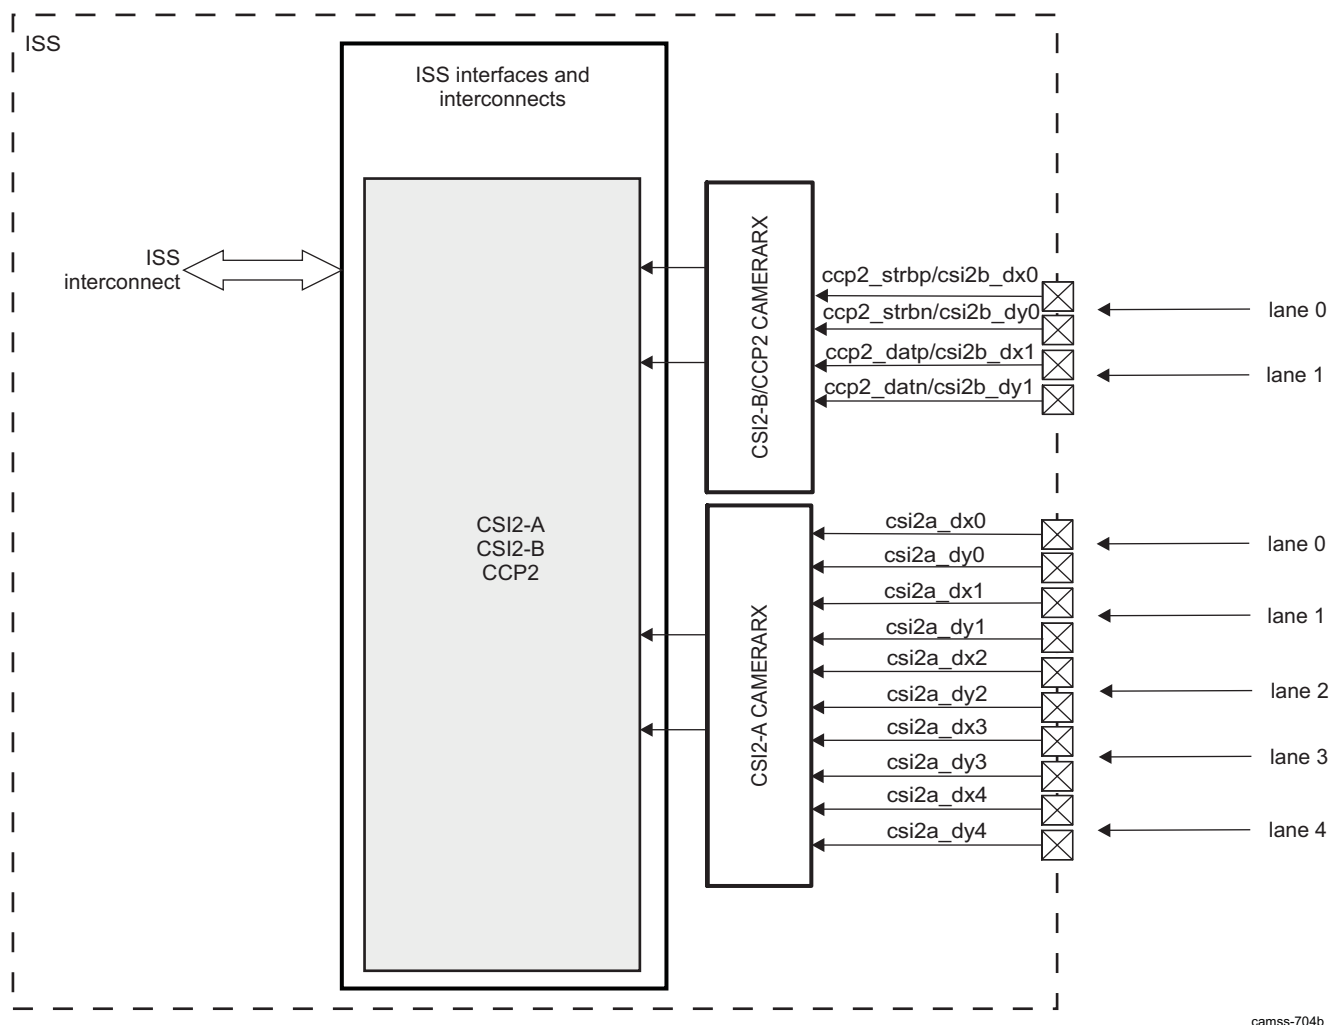 ISS
ISS interfaces and
interconnects
ISS
interconnect
CSI2-A
CSI2-B
CCP2
CSI2-B/CCP2 CAMERARX
ccp2_strbp/csi2b_dx0
ccp2_strbn/csi2b_dy0
ccp2_datp/csi2b_dx1
ccp2_datn/csi2b_dy1
lane 0
lane 1
CSI2-A CAMERARX
csi2a_dx0
csi2a_dy0
csi2a_dx1
csi2a_dy1
csi2a_dx2
csi2a_dy2
csi2a_dx3
csi2a_dy3
csi2a_dx4
csi2a_dy4
lane 0
lane 1
lane 2
lane 3
lane 4
camss-704b